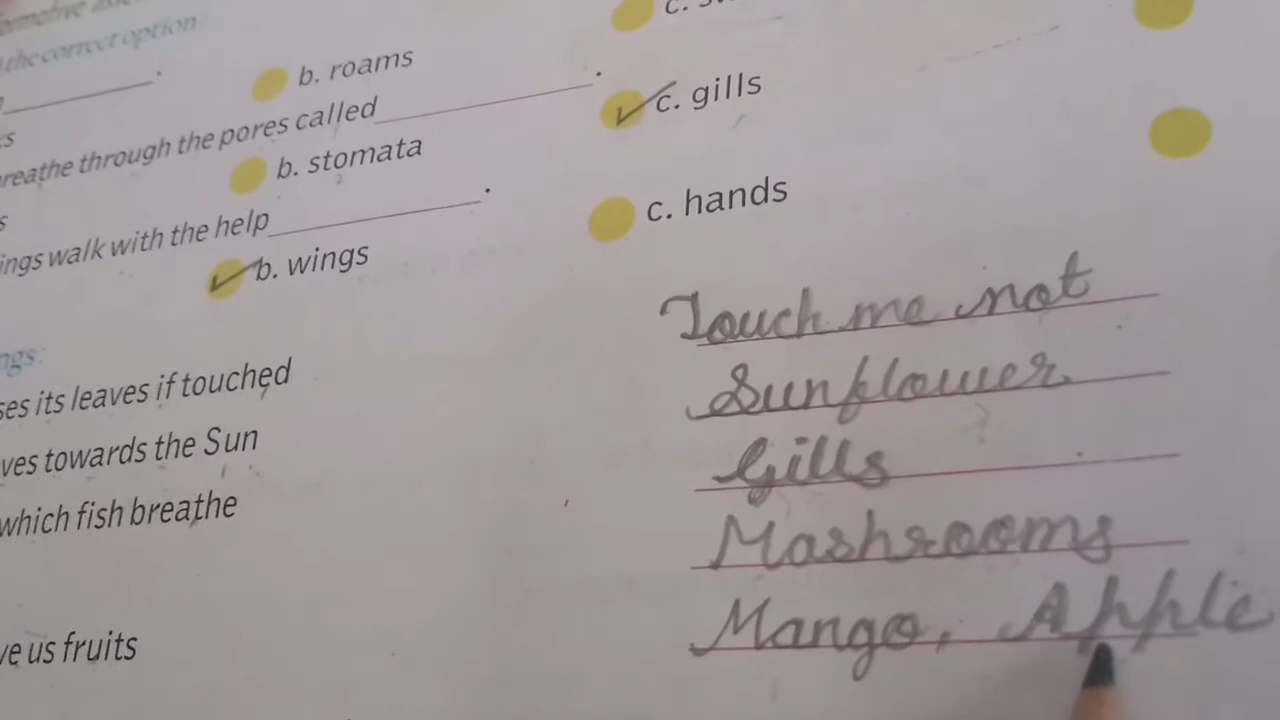 the correct option
b. roams
c. gills
breathe through the pores called
b. stomata
c. hands
ings walk with the help
b. wings
Touch me not
ngs:
ses its leaves if touched
Sunflower
ves towards the Sun
Gills
which fish breathe
Mashrooms
Mango, Apple
ve us fruits